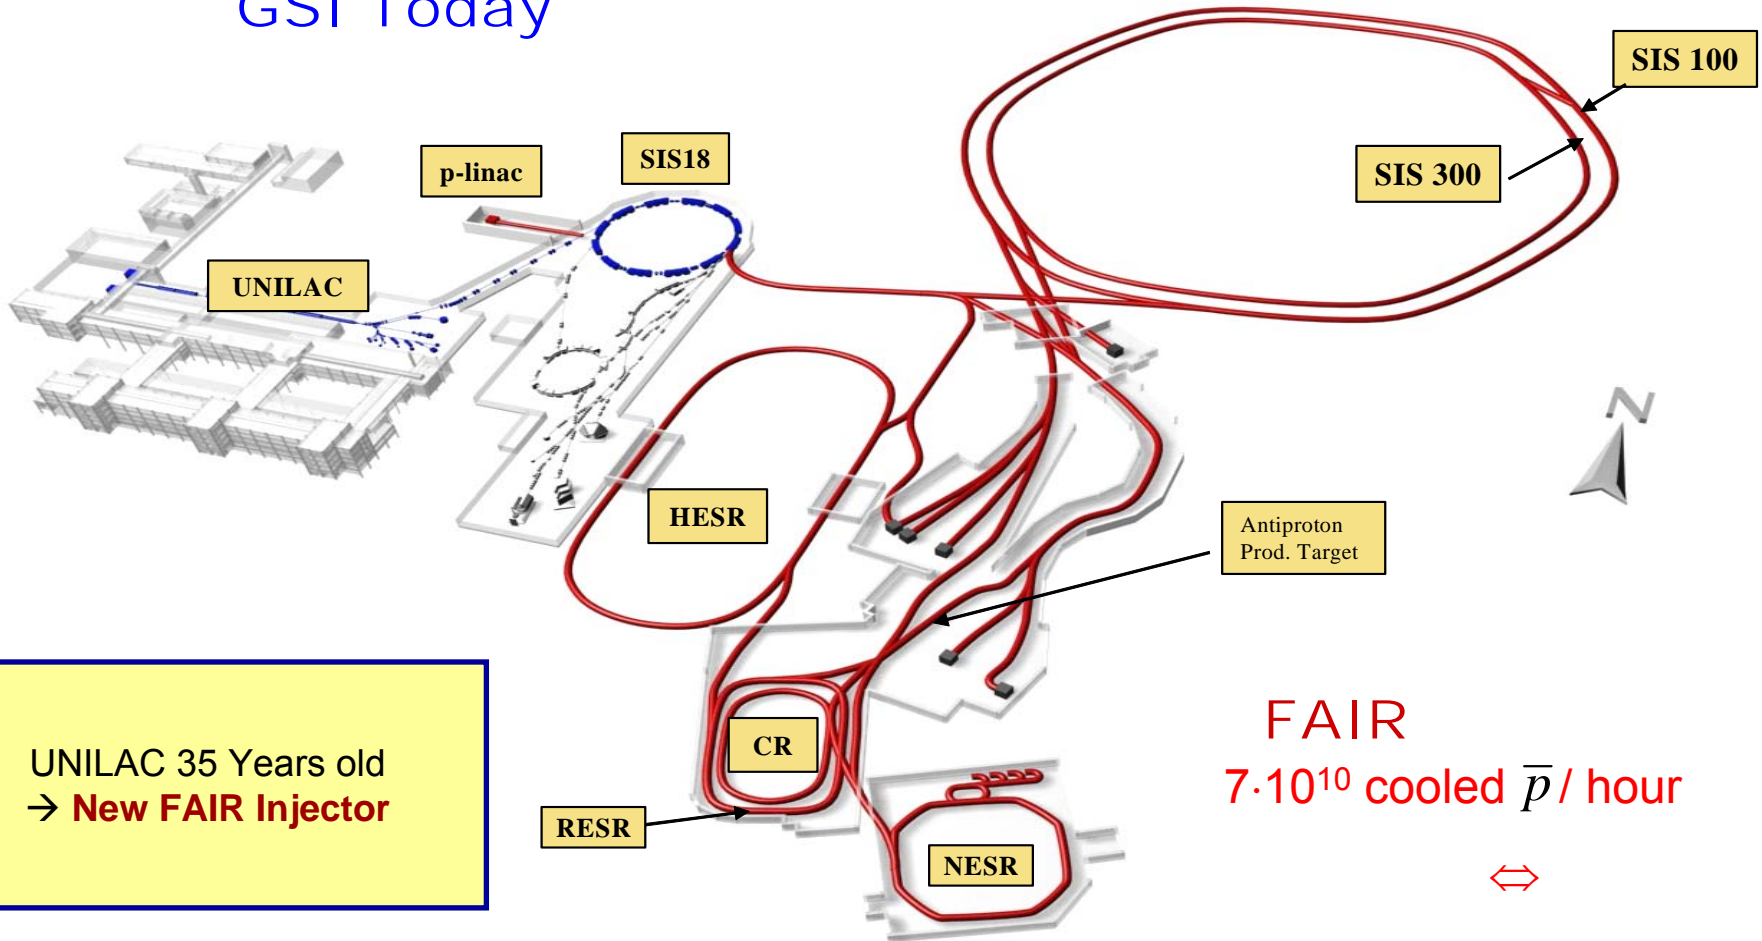 GSI Today
SIS 100
SIS18
p-linac
SIS 300
UNILAC
N
HESR
Antiproton
Prod. Target
FAIR
7·10¹⁰ cooled p̅ / hour
⇔
CR
UNILAC 35 Years old
→ New FAIR Injector
RESR
NESR